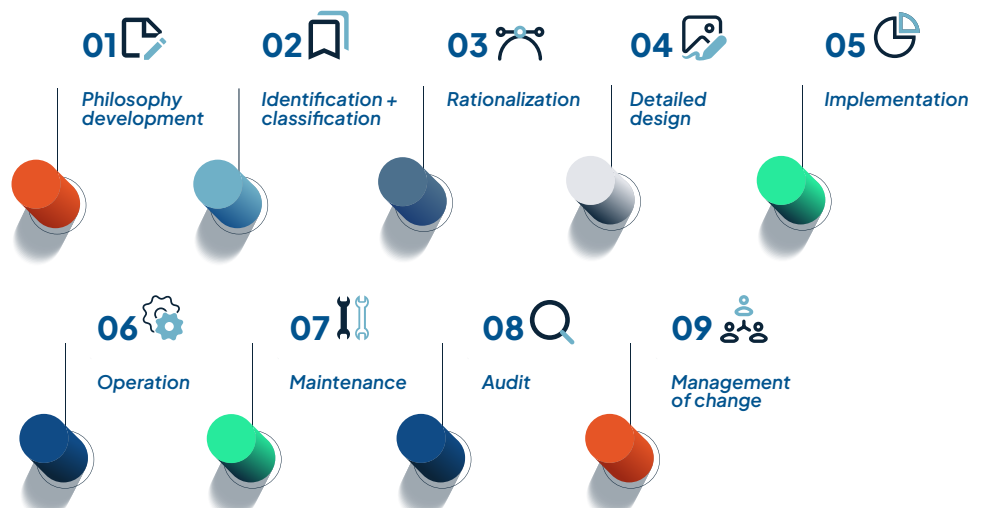 01
Philosophy
development
02
Identification +
classification
03
Rationalization
04
Detailed
design
05
Implementation
06
Operation
07
Maintenance
08
Audit
09
Management
of change